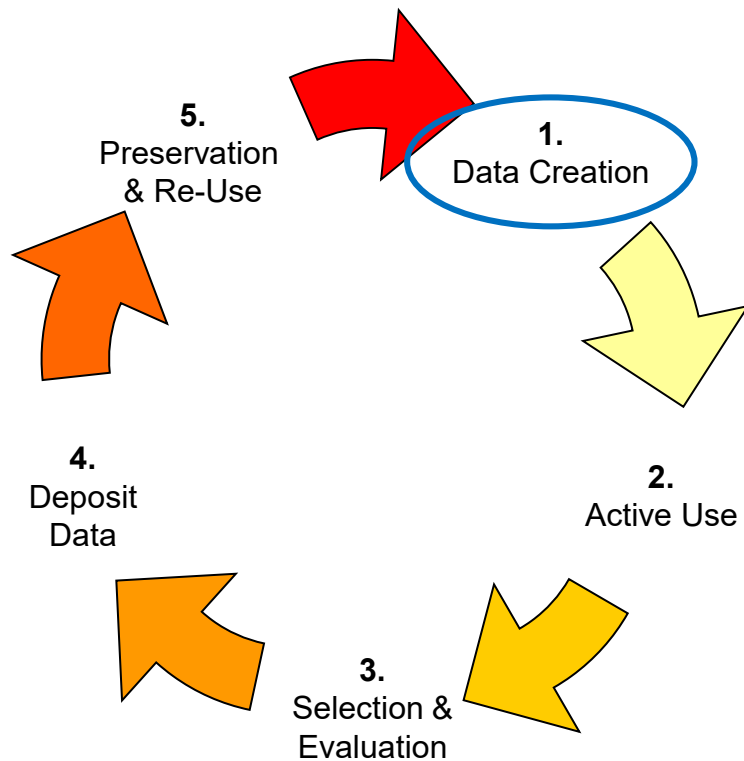 1.
Data Creation
2.
Active Use
3.
Selection &
Evaluation
4.
Deposit
Data
5.
Preservation
& Re-Use